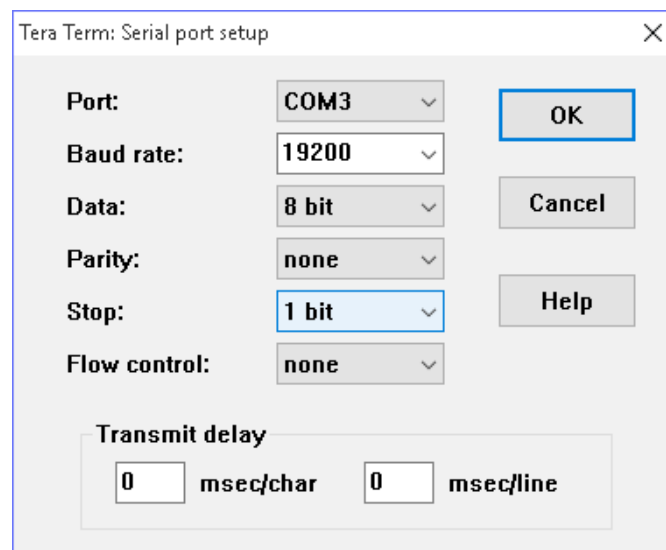 Tera Term: Serial port setup
Port: COM3 OK
Baud rate: 19200
Data: 8 bit Cancel
Parity: none
Stop: 1 bit Help
Flow control: none
Transmit delay
0 msec/char 0 msec/line